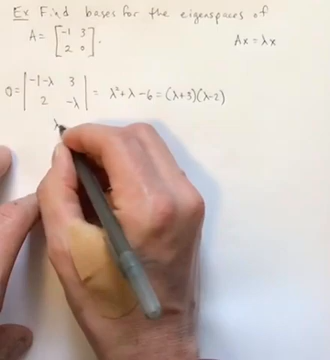 Ex Find bases for the eigenspaces of
A = [-1 3
2 0]. Ax = λx
0 = |-1-λ 3
2 -λ| = λ²+λ-6 = (λ+3)(λ-2)
λ